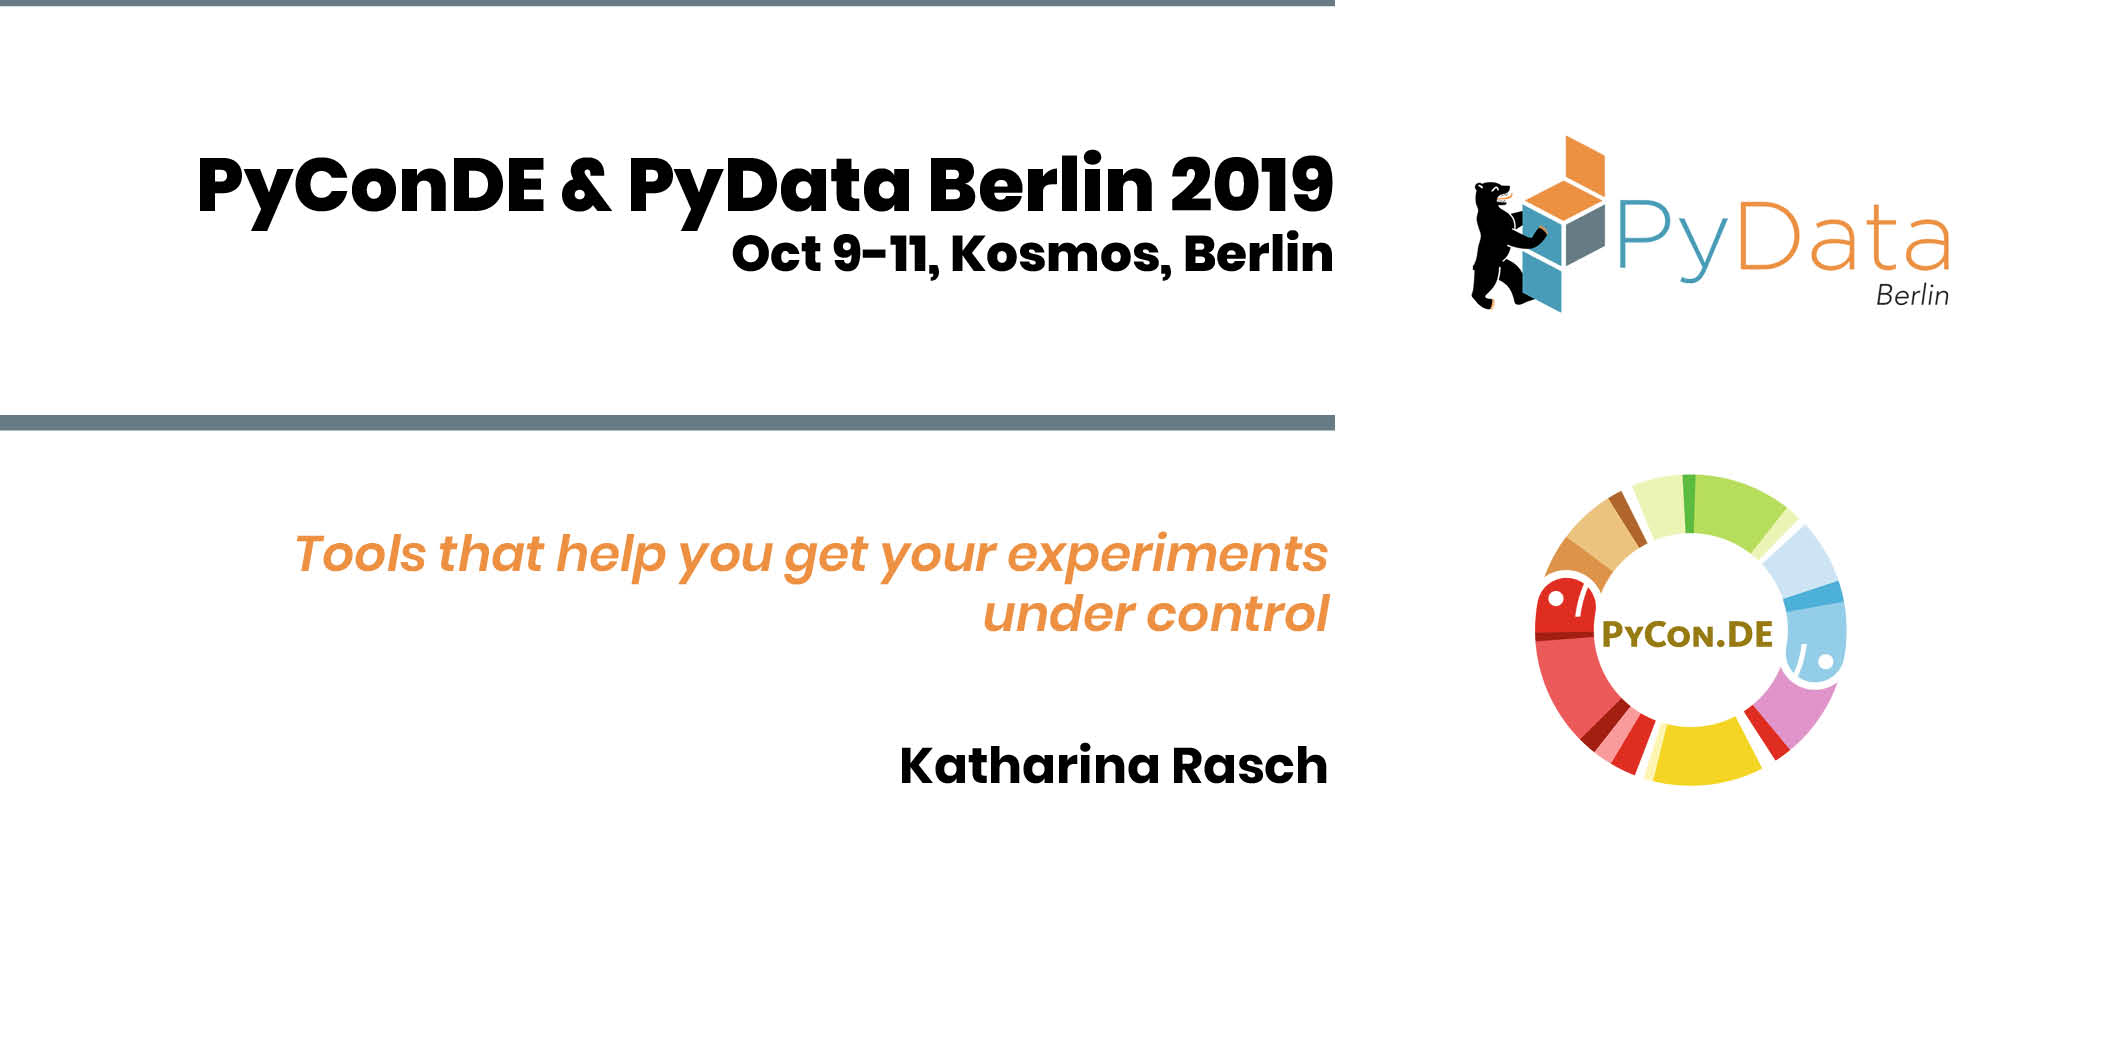 PyConDE & PyData Berlin 2019
Oct 9-11, Kosmos, Berlin
PyData
Berlin
Tools that help you get your experiments
under control
PyCon.DE
Katharina Rasch